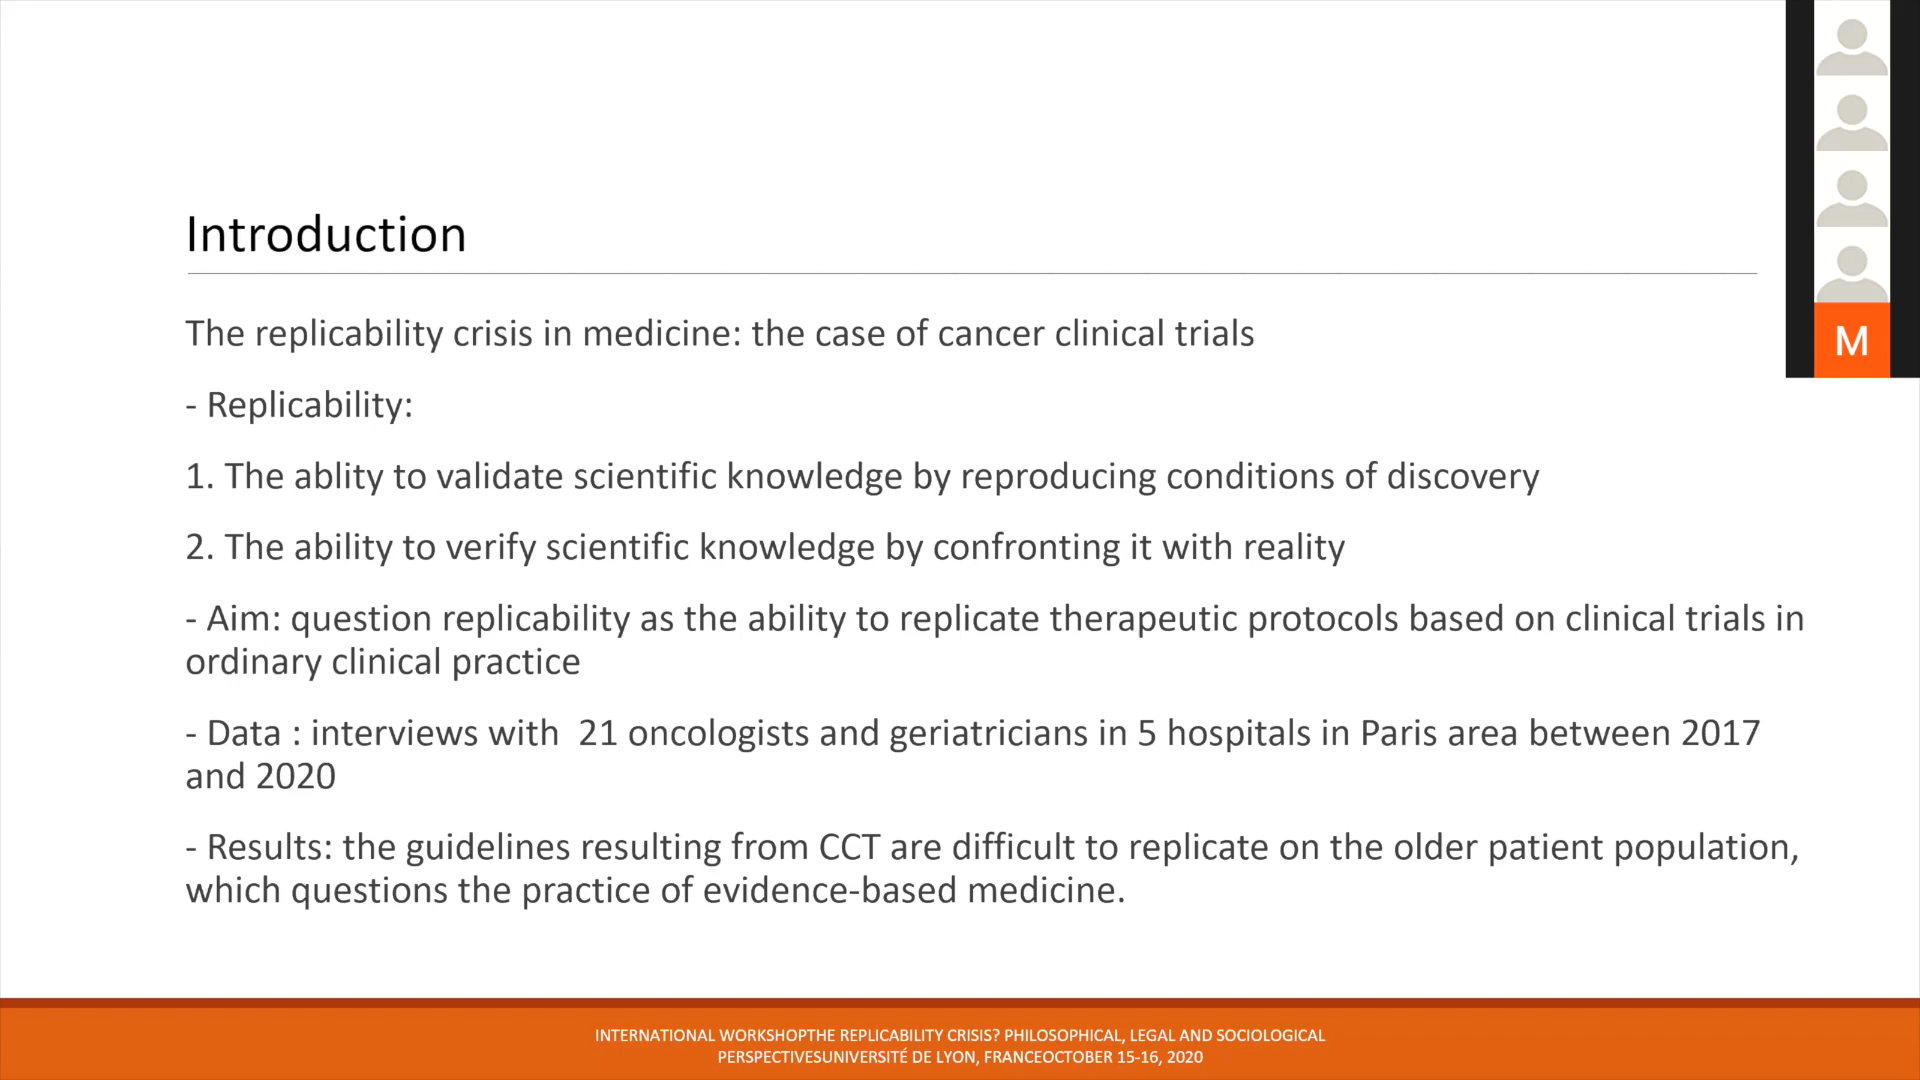 Introduction
The replicability crisis in medicine: the case of cancer clinical trials
- Replicability:
1. The ablity to validate scientific knowledge by reproducing conditions of discovery
2. The ability to verify scientific knowledge by confronting it with reality
- Aim: question replicability as the ability to replicate therapeutic protocols based on clinical trials in
ordinary clinical practice
- Data : interviews with  21 oncologists and geriatricians in 5 hospitals in Paris area between 2017
and 2020
- Results: the guidelines resulting from CCT are difficult to replicate on the older patient population,
which questions the practice of evidence-based medicine.
M
INTERNATIONAL WORKSHOPTHE REPLICABILITY CRISIS? PHILOSOPHICAL, LEGAL AND SOCIOLOGICAL
PERSPECTIVESUNIVERSITÉ DE LYON, FRANCEOCTOBER 15-16, 2020